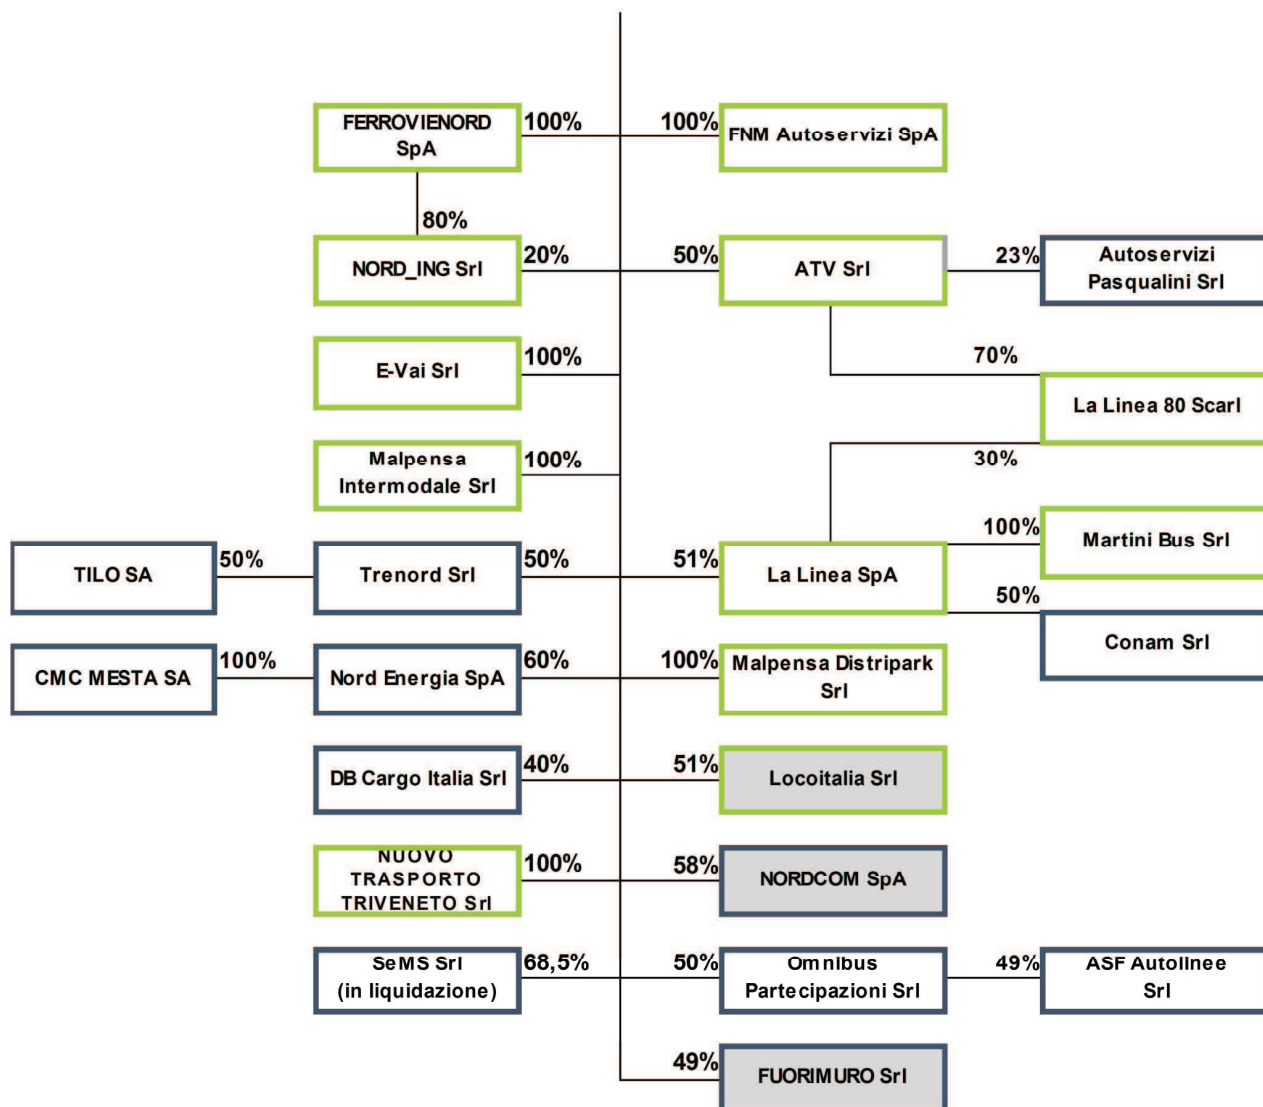 FERROVIENORD
SpA
100%
100%
FNM Autoservizi SpA
80%
NORD_ING Srl
20%
50%
ATV Srl
23%
Autoservizi
Pasqualini Srl
E-Vai Srl
100%
70%
La Linea 80 Scarl
30%
Malpensa
Intermodale Srl
100%
TILO SA
50%
Trenord Srl
50%
51%
La Linea SpA
100%
Martini Bus Srl
50%
Conam Srl
CMC MESTA SA
100%
Nord Energia SpA
60%
100%
Malpensa Distripark
Srl
DB Cargo Italia Srl
40%
51%
Locoitalia Srl
NUOVO
TRASPORTO
TRIVENETO Srl
100%
58%
NORDCOM SpA
SeMS Srl
(in liquidazione)
68,5%
50%
Omnibus
Partecipazioni Srl
49%
ASF Autolinee
Srl
49%
FUORIMURO Srl